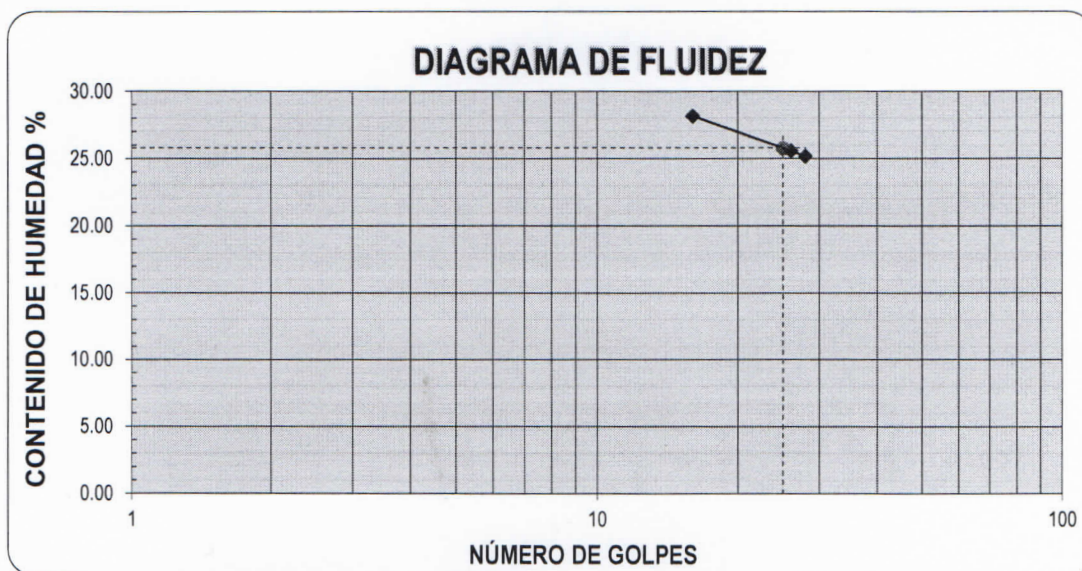 DIAGRAMA DE FLUIDEZ
CONTENIDO DE HUMEDAD %
30.00
25.00
20.00
15.00
10.00
5.00
0.00
1 10 100
NÚMERO DE GOLPES